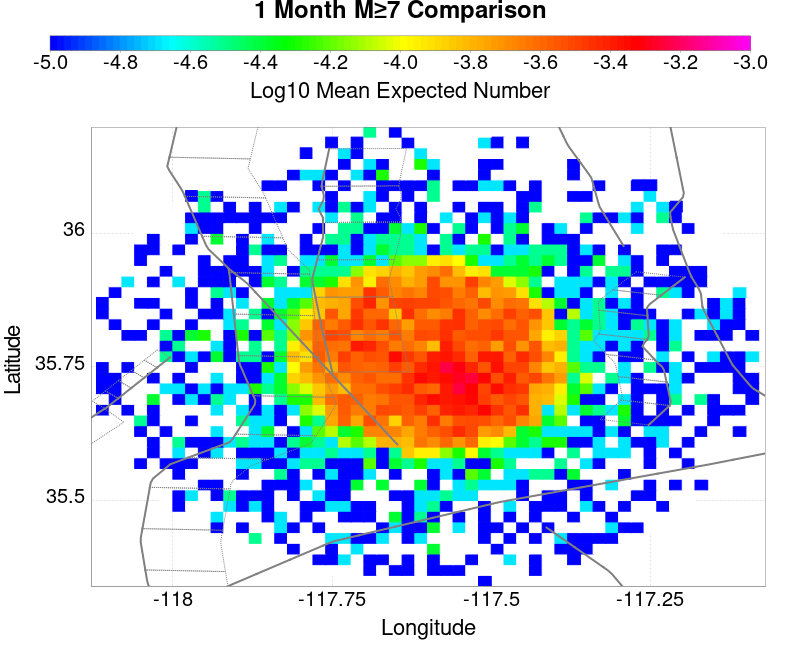 1 Month M≥7 Comparison
-5.0 -4.8 -4.6 -4.4 -4.2 -4.0 -3.8 -3.6 -3.4 -3.2 -3.0
Log10 Mean Expected Number
36
35.75
35.5
Latitude
-118 -117.75 -117.5 -117.25
Longitude